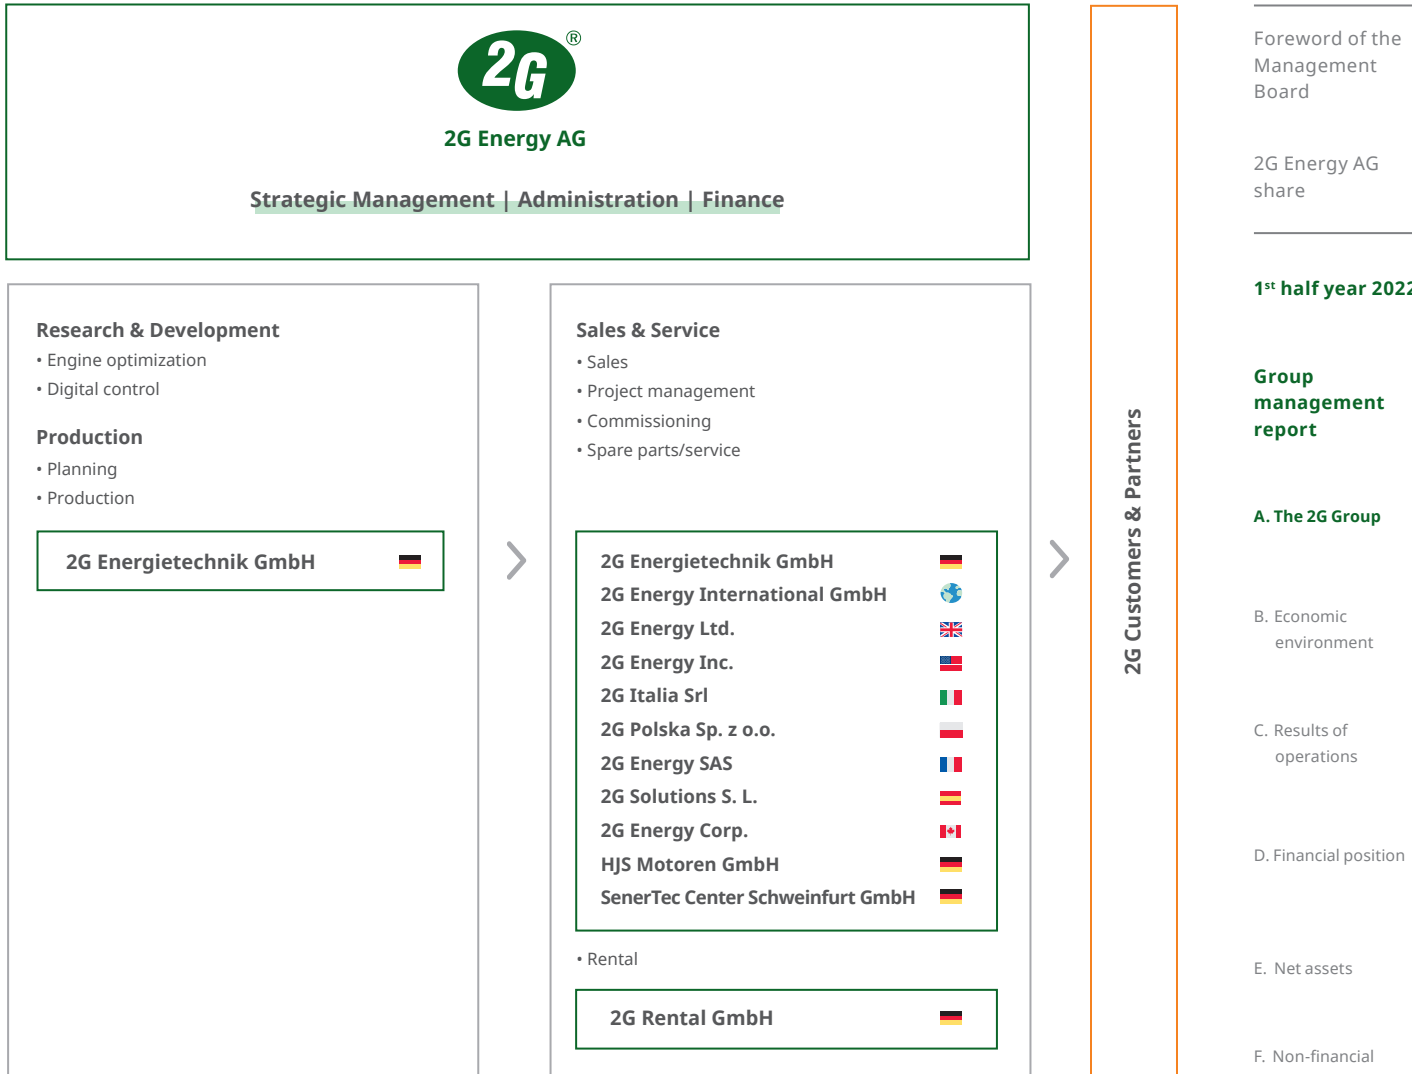 2G®
2G Energy AG
Strategic Management | Administration | Finance
Research & Development
• Engine optimization
• Digital control
Production
• Planning
• Production
2G Energietechnik GmbH
Sales & Service
• Sales
• Project management
• Commissioning
• Spare parts/service
2G Energietechnik GmbH
2G Energy International GmbH
2G Energy Ltd.
2G Energy Inc.
2G Italia Srl
2G Polska Sp. z o.o.
2G Energy SAS
2G Solutions S. L.
2G Energy Corp.
HJS Motoren GmbH
SenerTec Center Schweinfurt GmbH
• Rental
2G Rental GmbH
2G Customers & Partners
Foreword of the
Management
Board
2G Energy AG
share
1st half year 2022
Group
management
report
A. The 2G Group
B. Economic
environment
C. Results of
operations
D. Financial position
E. Net assets
F. Non-financial